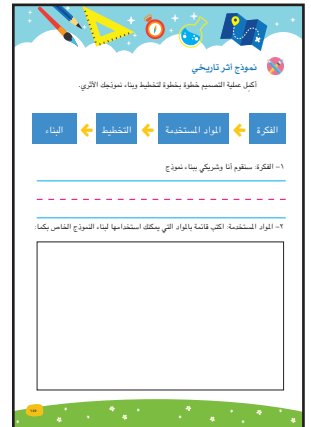 نموذج أثر تاريخي
أكمل عملية التصميم خطوة بخطوة لتخطيط وبناء نموذجك الأثري.
الفكرة
المواد المستخدمة
التخطيط
البناء
١- الفكرة: سنقوم أنا وشريكي ببناء نموذج
٢- المواد المستخدمة: اكتب قائمة بالمواد التي يمكنك استخدامها لبناء النموذج الخاص بكما: